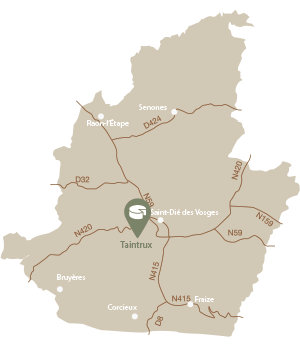 Senones
Raon-l'Étape
D424
D32
N420
N59
Saint-Dié des Vosges
N159
N420
Taintrux
N59
N415
Bruyères
N415
Fraize
Corcieux
D8